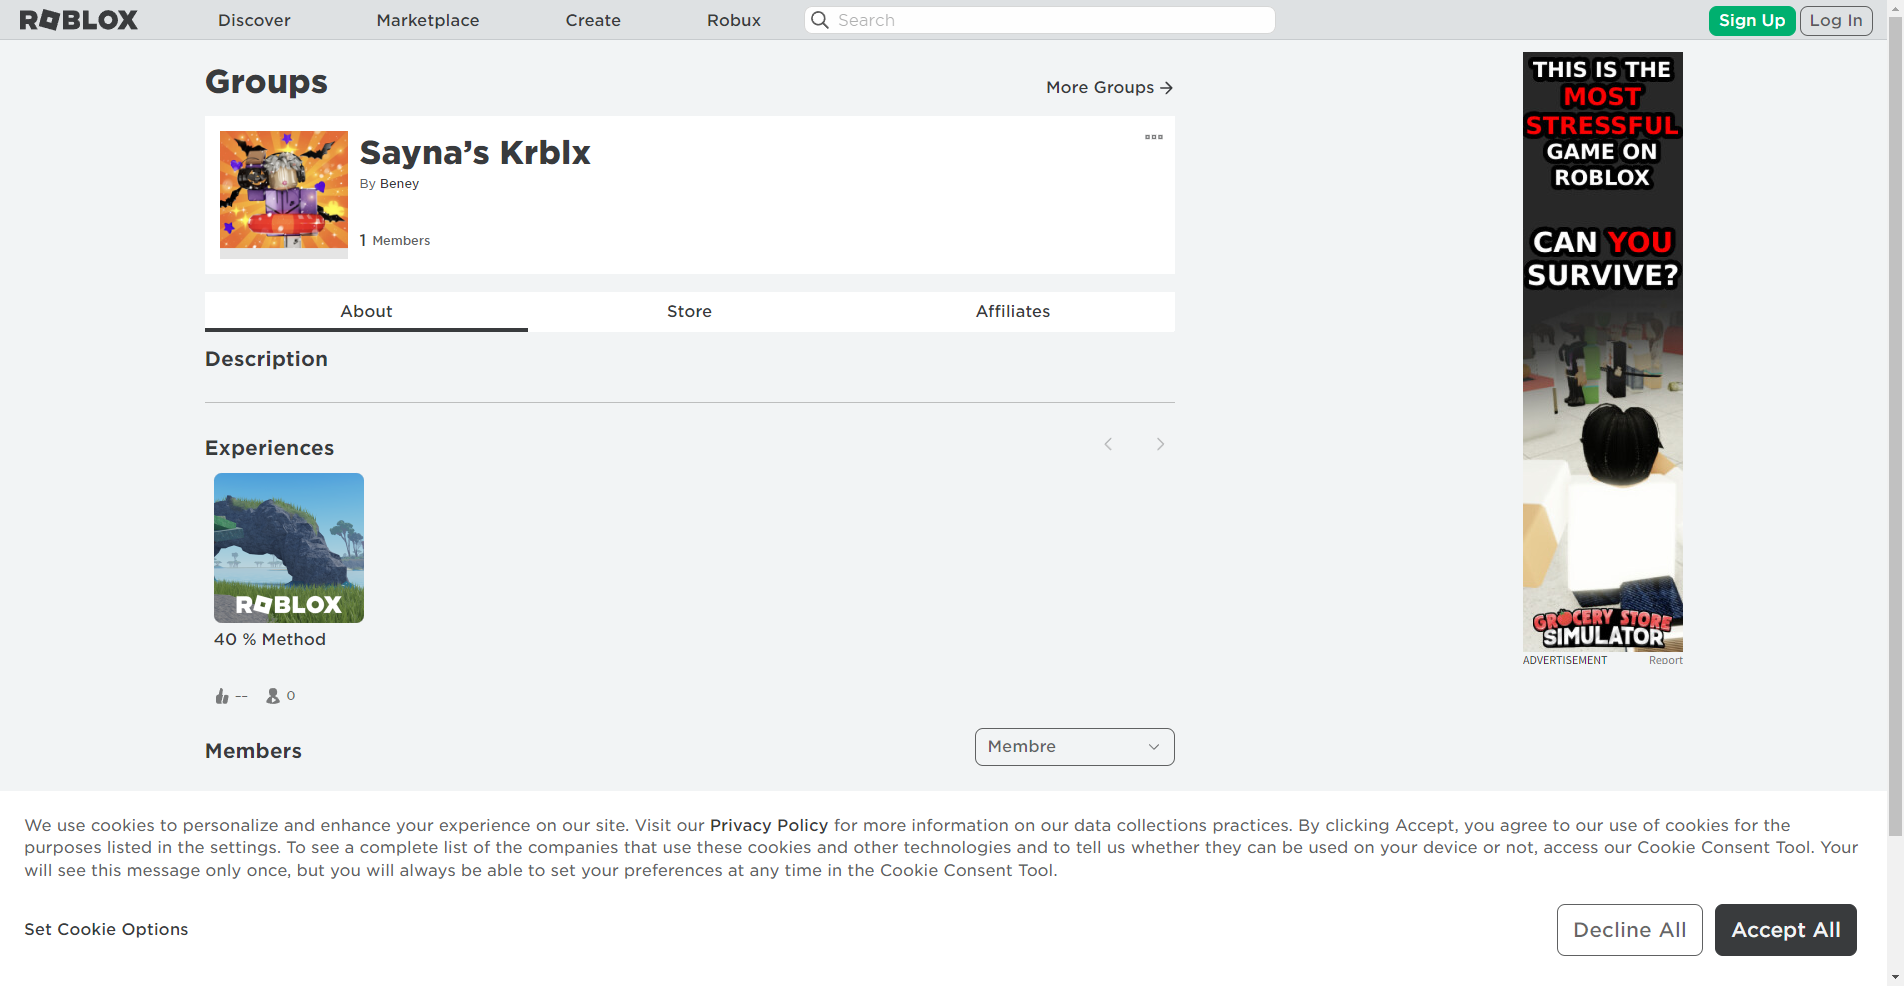 ROBLOX
Discover
Marketplace
Create
Robux
Search
Sign Up
Log In
Groups
More Groups
Sayna’s Krblx
By Beney
1 Members
About
Store
Affiliates
Description
Experiences
ROBLOX
40 % Method
--
0
Members
Membre
THIS IS THE
MOST
STRESSFUL
GAME ON
ROBLOX
CAN YOU
SURVIVE?
GROCERY STORE
SIMULATOR
ADVERTISEMENT
Report
We use cookies to personalize and enhance your experience on our site. Visit our Privacy Policy for more information on our data collections practices. By clicking Accept, you agree to our use of cookies for the
purposes listed in the settings. To see a complete list of the companies that use these cookies and other technologies and to tell us whether they can be used on your device or not, access our Cookie Consent Tool. Your
will see this message only once, but you will always be able to set your preferences at any time in the Cookie Consent Tool.
Set Cookie Options
Decline All
Accept All